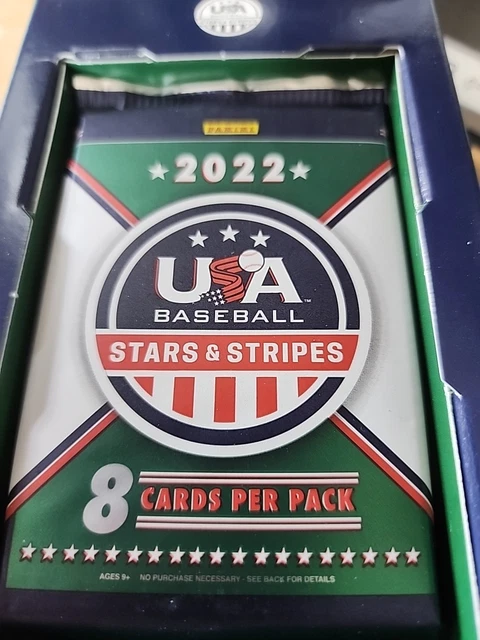 USA
PANINI
2022
USA
BASEBALL
STARS & STRIPES
8 CARDS PER PACK
AGES 9+ NO PURCHASE NECESSARY - SEE BACK FOR DETAILS